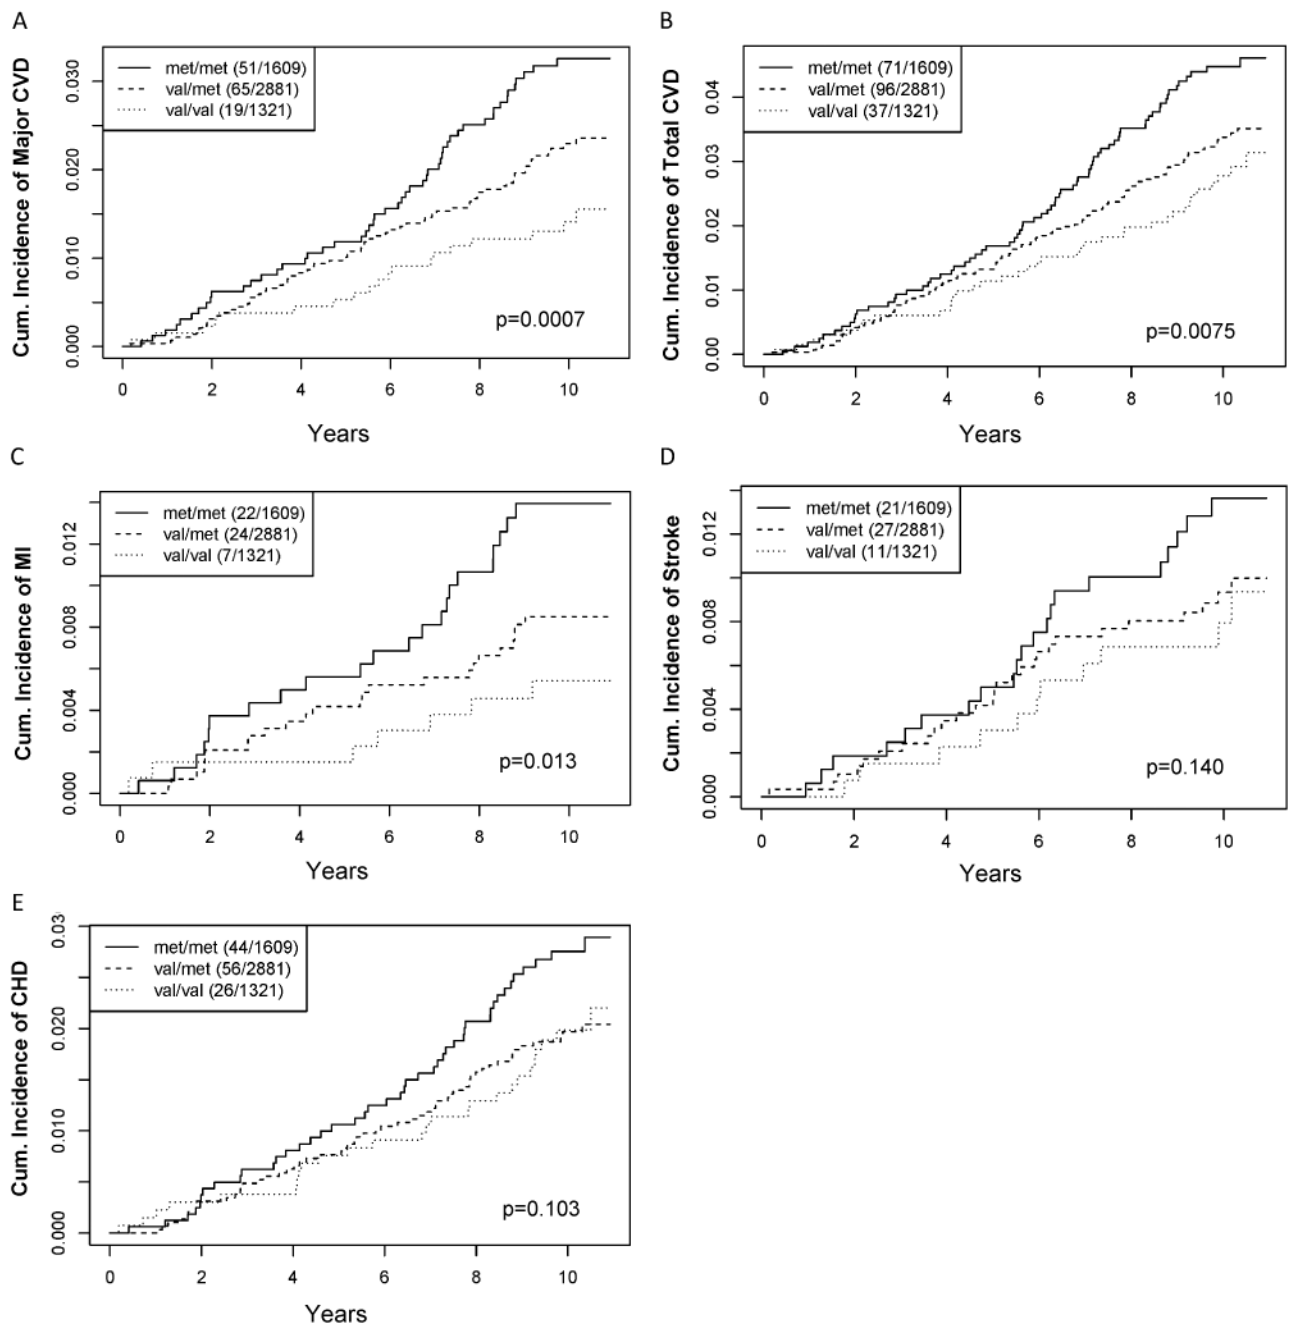 A
Cum. Incidence of Major CVD
0.030
0.020
0.010
0.000
met/met (51/1609)
val/met (65/2881)
val/val (19/1321)
p=0.0007
0 2 4 6 8 10
Years
B
Cum. Incidence of Total CVD
0.04
0.03
0.02
0.01
0.00
met/met (71/1609)
val/met (96/2881)
val/val (37/1321)
p=0.0075
0 2 4 6 8 10
Years
C
Cum. Incidence of MI
0.012
0.008
0.004
0.000
met/met (22/1609)
val/met (24/2881)
val/val (7/1321)
p=0.013
0 2 4 6 8 10
Years
D
Cum. Incidence of Stroke
0.012
0.008
0.004
0.000
met/met (21/1609)
val/met (27/2881)
val/val (11/1321)
p=0.140
0 2 4 6 8 10
Years
E
Cum. Incidence of CHD
0.03
0.020
0.010
0.000
met/met (44/1609)
val/met (56/2881)
val/val (26/1321)
p=0.103
0 2 4 6 8 10
Years